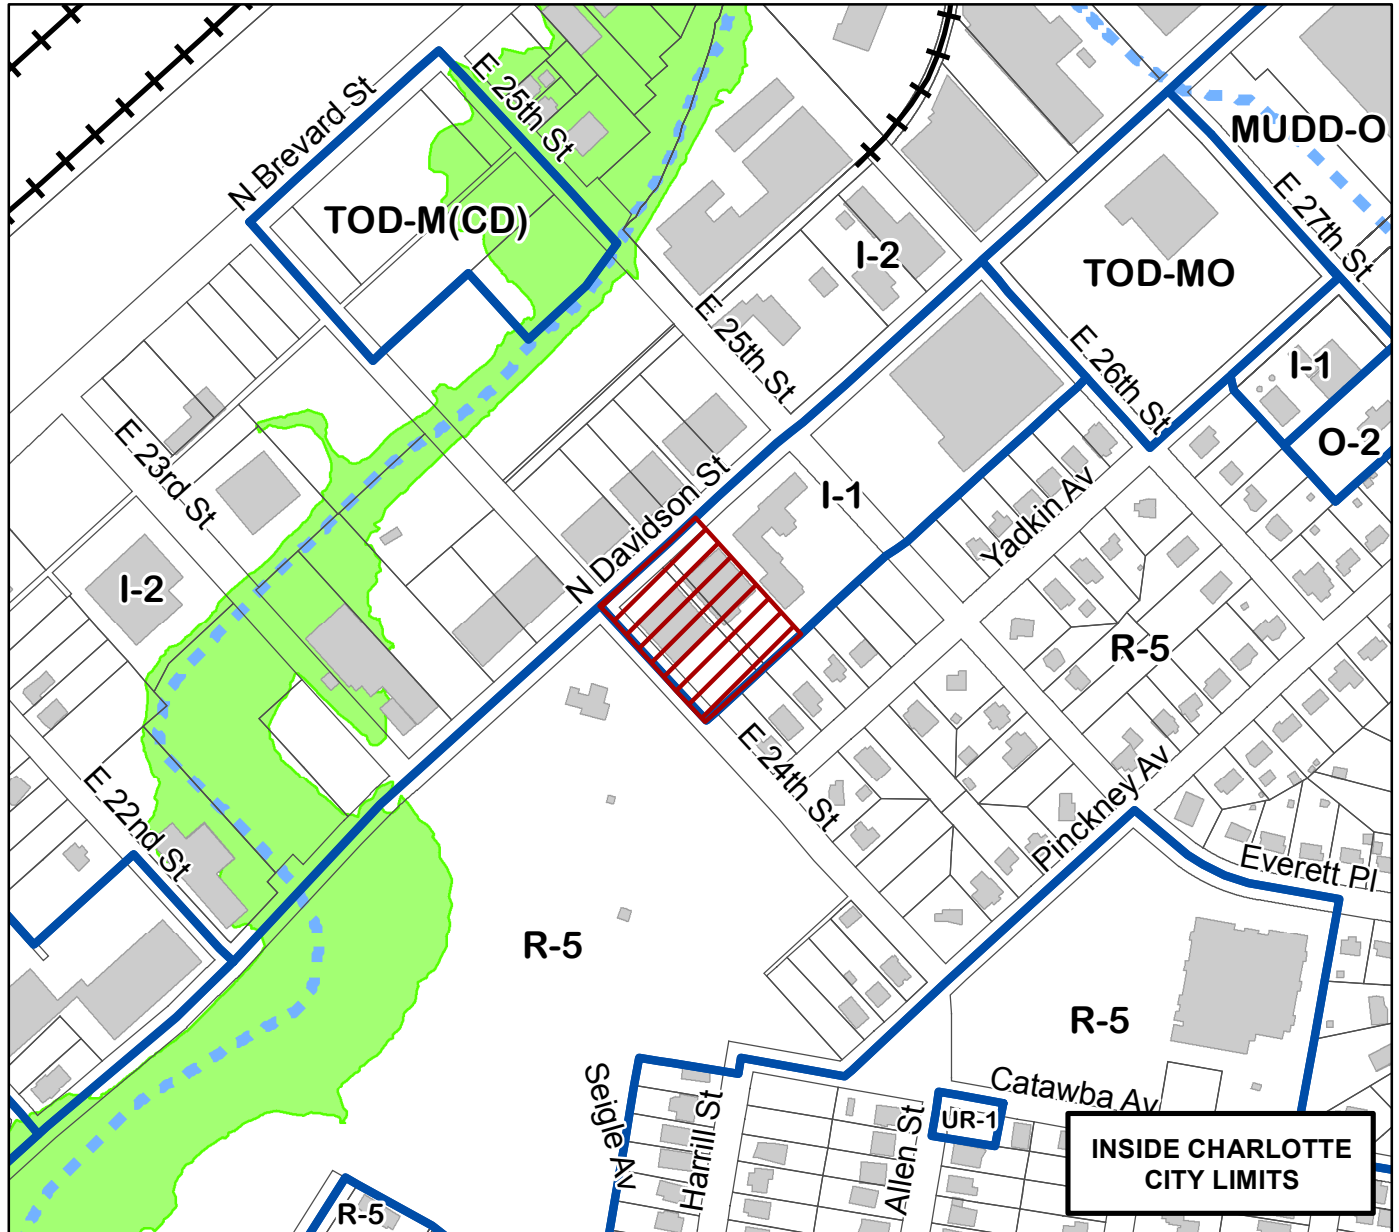 E 25th St
N Brevard St
MUDD-O
TOD-M(CD)
E 27th St
I-2
TOD-MO
E 25th St
E 26th St
I-1
O-2
E 23rd St
N Davidson St
I-1
Yadkin Av
I-2
R-5
E 24th St
E 22nd St
Pinckney Av
Everett Pl
R-5
R-5
Seigle Av
Harrill St
Allen St
Catawba Av
UR-1
INSIDE CHARLOTTE
CITY LIMITS
R-5